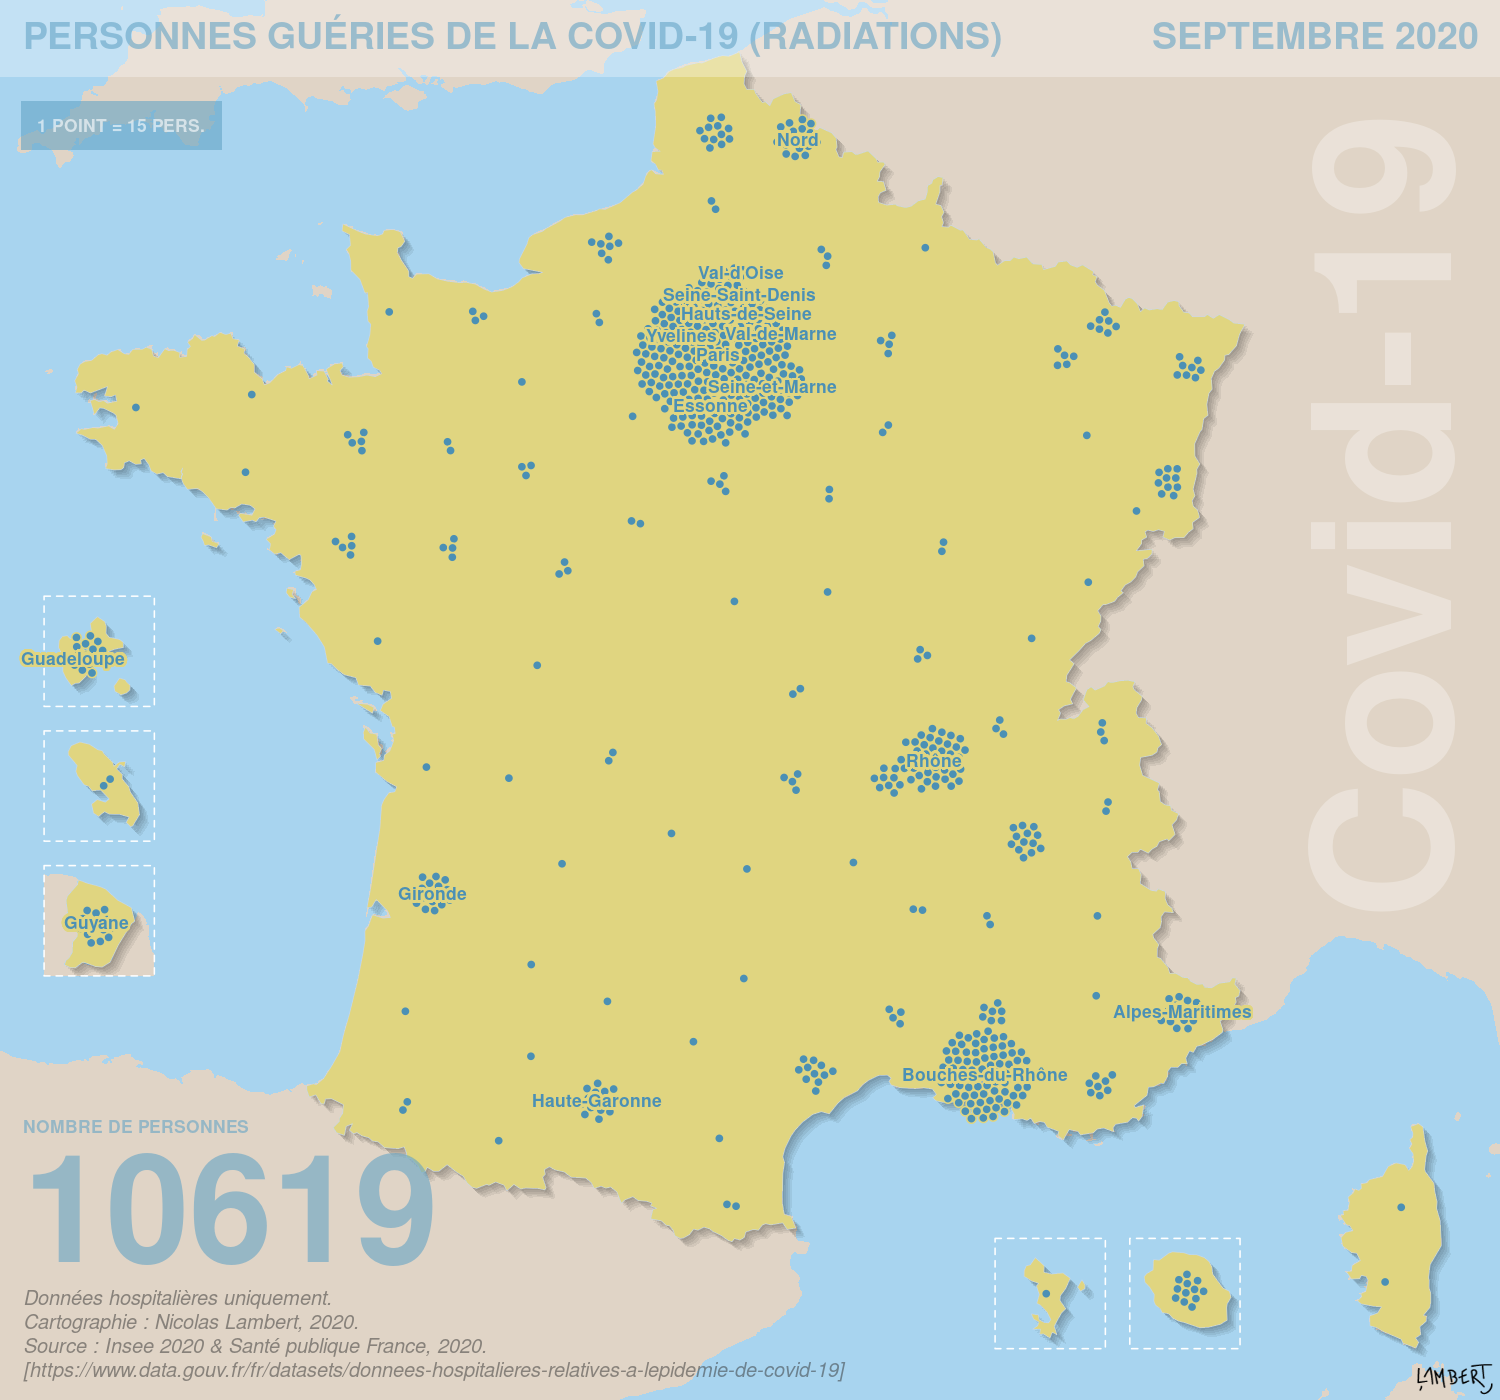 PERSONNES GUÉRIES DE LA COVID-19 (RADIATIONS)
SEPTEMBRE 2020
1 POINT = 15 PERS.
Covid-19
Nord
Val-d'Oise
Seine-Saint-Denis
Hauts-de-Seine
Yvelines
Val-de-Marne
Paris
Seine-et-Marne
Essonne
Guadeloupe
Rhône
Gironde
Guyane
Alpes-Maritimes
Bouches-du-Rhône
Haute-Garonne
NOMBRE DE PERSONNES
10619
Données hospitalières uniquement.
Cartographie : Nicolas Lambert, 2020.
Source : Insee 2020 & Santé publique France, 2020.
[https://www.data.gouv.fr/fr/datasets/donnees-hospitalieres-relatives-a-lepidemie-de-covid-19]
LAMBERT